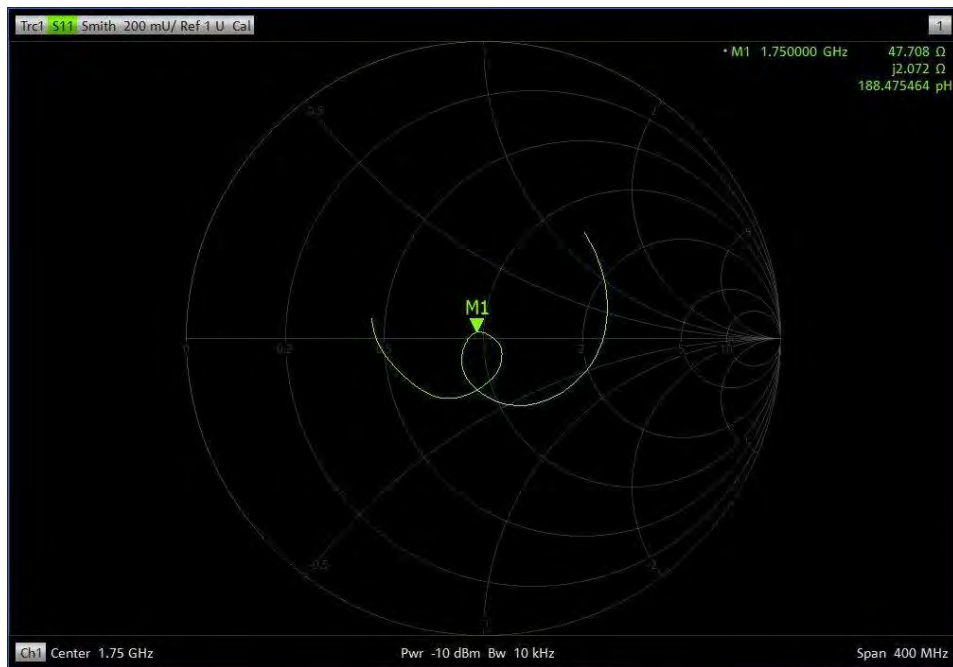 Trc1 S11 Smith 200 mU/ Ref 1 U Cal
1
• M1 1.750000 GHz 47.708 Ω
j2.072 Ω
188.475464 pH
1
0.5
2
5
M1
0
0.2
0.5
2
5
10
-0.5
-2
-1
Ch1 Center 1.75 GHz
Pwr -10 dBm Bw 10 kHz
Span 400 MHz